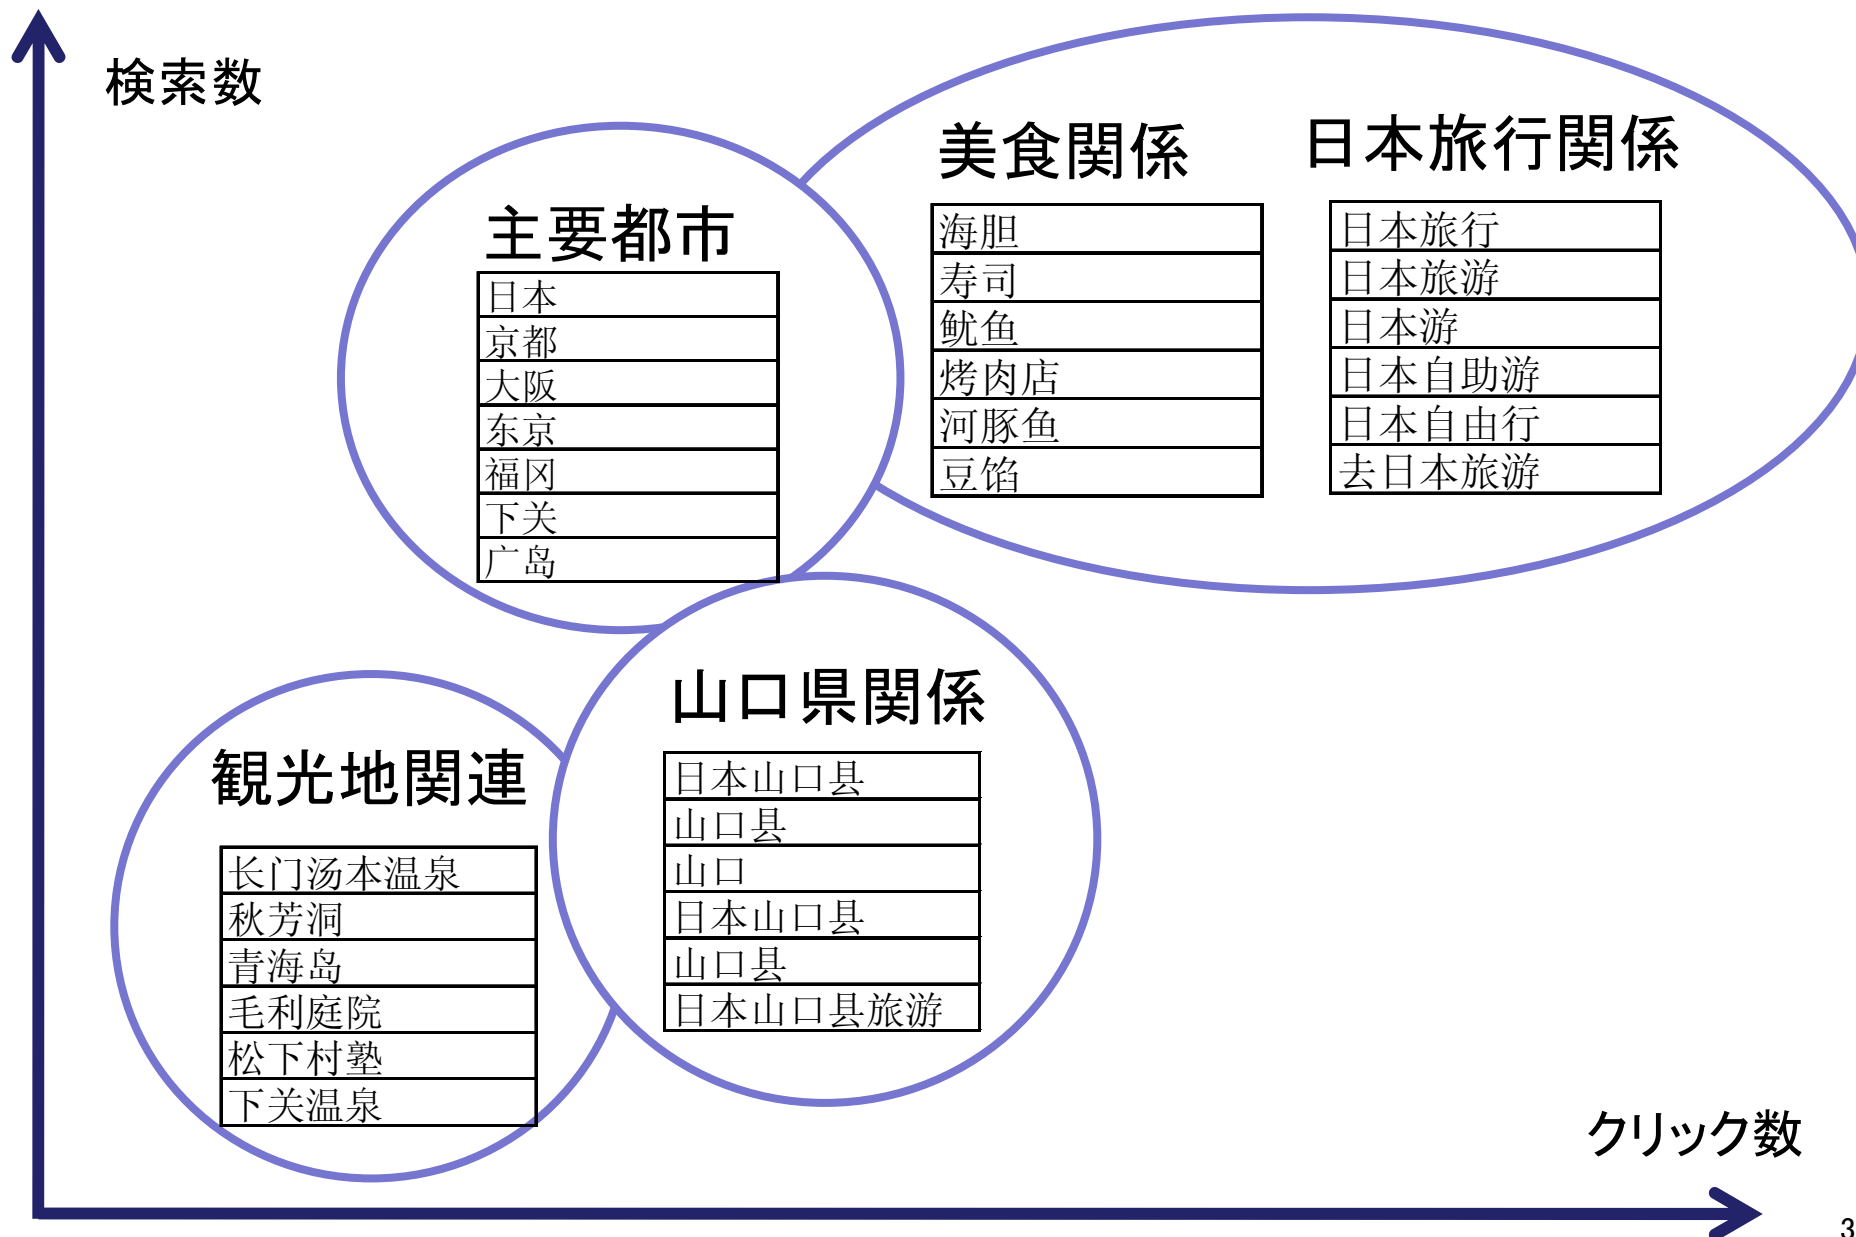 検索数
美食関係
海胆
寿司
鱿鱼
烤肉店
河豚鱼
豆馅
日本旅行関係
日本旅行
日本旅游
日本游
日本自助游
日本自由行
去日本旅游
主要都市
日本
京都
大阪
东京
福冈
下关
广岛
山口県関係
日本山口县
山口县
山口
日本山口县
山口县
日本山口县旅游
観光地関連
长门汤本温泉
秋芳洞
青海岛
毛利庭院
松下村塾
下关温泉
クリック数
3